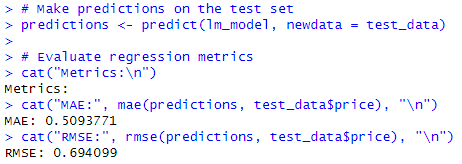 > # Make predictions on the test set
> predictions <- predict(lm_model, newdata = test_data)
>
> # Evaluate regression metrics
> cat("Metrics:\n")
Metrics:
> cat("MAE:", mae(predictions, test_data$price), "\n")
MAE: 0.5093771
> cat("RMSE:", rmse(predictions, test_data$price), "\n")
RMSE: 0.694099